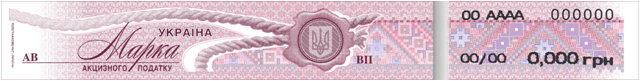 УКРАЇНА
Марка
АКЦИЗНОГО ПОДАТКУ
АВ
ВП
00 АААА 000000
00/00 0,000 грн